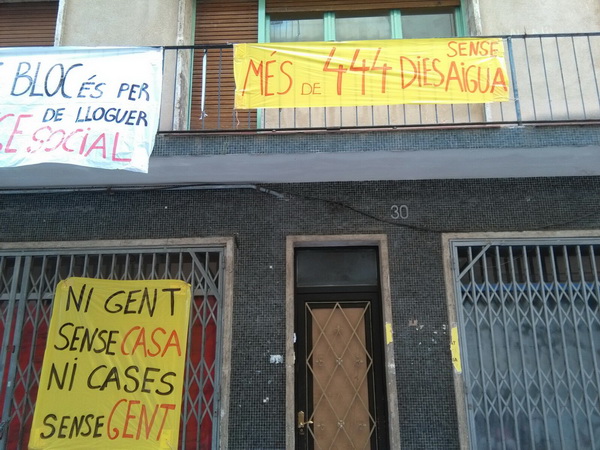 BLOC ÉS PER
DE LLOGUER
SOCIAL
MÉS DE 444 DIES SENSE AIGUA
30
NI GENT
SENSE CASA
NI CASES
SENSE GENT